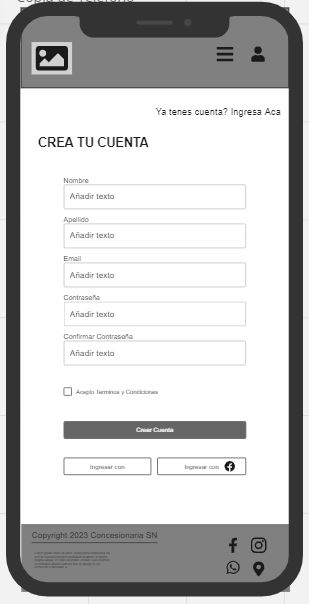 Copia de Teléfono
Ya tenes cuenta? Ingresa Aca
CREA TU CUENTA
Nombre
Añadir texto
Apellido
Añadir texto
Email
Añadir texto
Contraseña
Añadir texto
Confirmar Contraseña
Añadir texto
Acepto Terminos y Condiciones
Crear Cuenta
Ingresar con
Ingresar con
Copyright 2023 Concesionaria SN